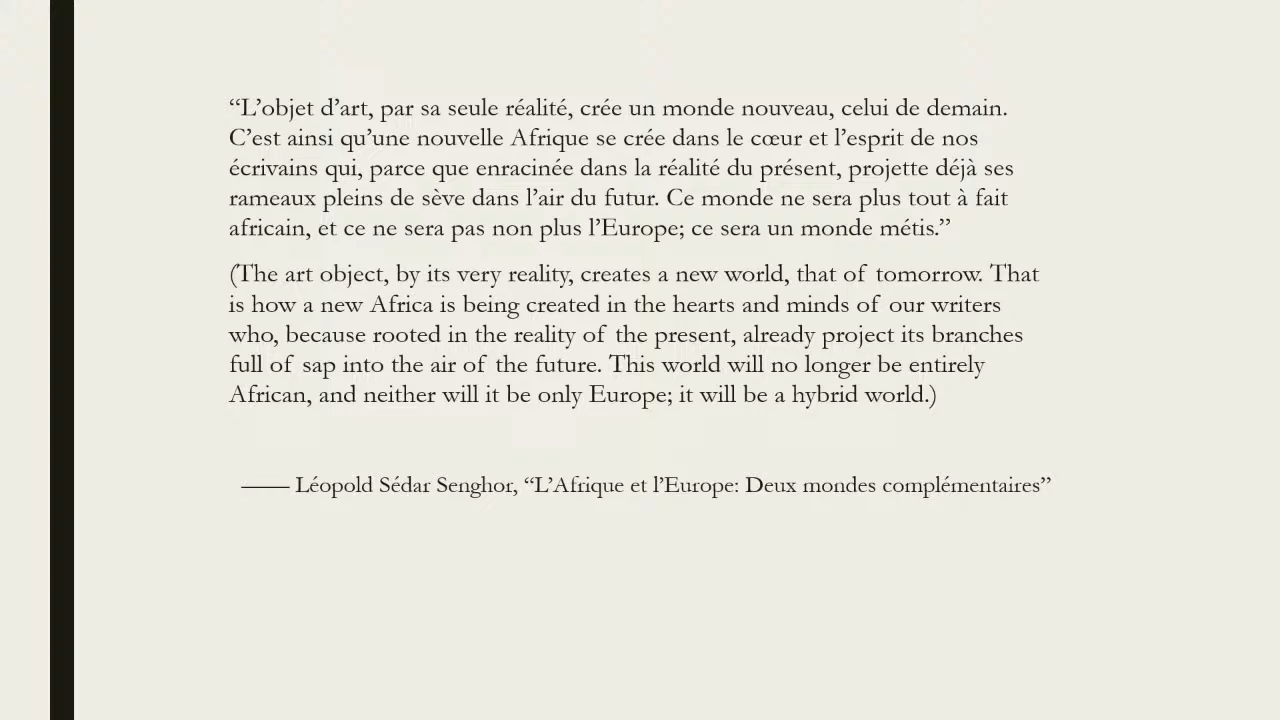 “L’objet d’art, par sa seule réalité, crée un monde nouveau, celui de demain.
C’est ainsi qu’une nouvelle Afrique se crée dans le cœur et l’esprit de nos
écrivains qui, parce que enracinée dans la réalité du présent, projette déjà ses
rameaux pleins de sève dans l’air du futur. Ce monde ne sera plus tout à fait
africain, et ce ne sera pas non plus l’Europe; ce sera un monde métis.”
(The art object, by its very reality, creates a new world, that of tomorrow. That
is how a new Africa is being created in the hearts and minds of our writers
who, because rooted in the reality of the present, already project its branches
full of sap into the air of the future. This world will no longer be entirely
African, and neither will it be only Europe; it will be a hybrid world.)
—— Léopold Sédar Senghor, “L’Afrique et l’Europe: Deux mondes complémentaires”